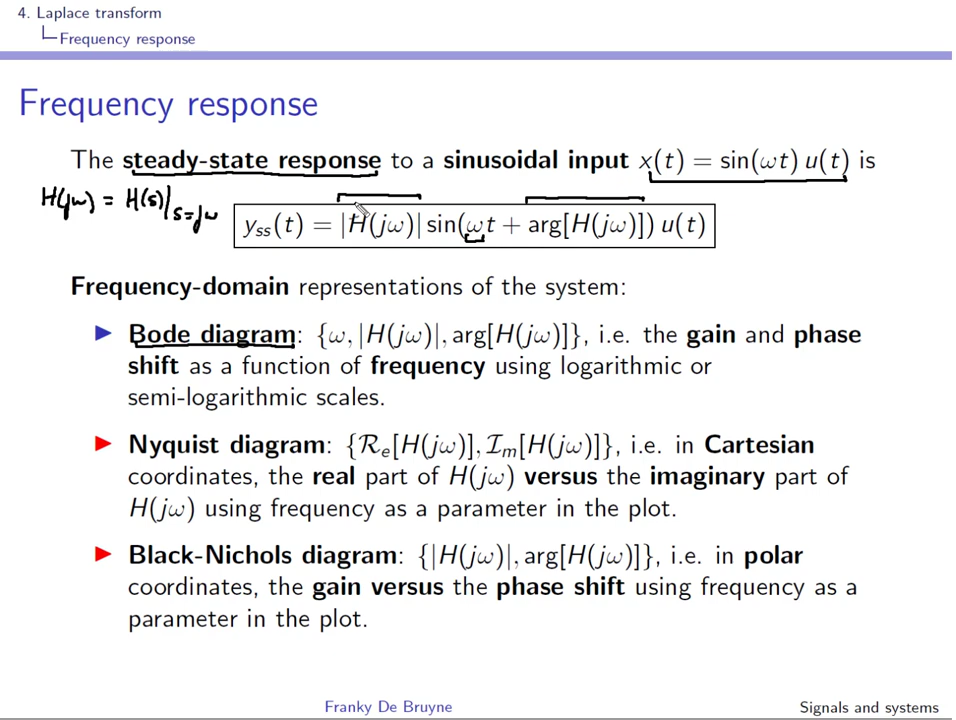 4. Laplace transform
Frequency response
Frequency response
The steady-state response to a sinusoidal input x(t) = sin(ωt) u(t) is
H(jω) = H(s)|s=jω
yss(t) = |H(jω)| sin(ωt + arg[H(jω)]) u(t)
Frequency-domain representations of the system:
▶ Bode diagram: {ω, |H(jω)|, arg[H(jω)]}, i.e. the gain and phase
shift as a function of frequency using logarithmic or
semi-logarithmic scales.
▶ Nyquist diagram: {Re[H(jω)], Im[H(jω)]}, i.e. in Cartesian
coordinates, the real part of H(jω) versus the imaginary part of
H(jω) using frequency as a parameter in the plot.
▶ Black-Nichols diagram: {|H(jω)|, arg[H(jω)]}, i.e. in polar
coordinates, the gain versus the phase shift using frequency as a
parameter in the plot.
Franky De Bruyne Signals and systems